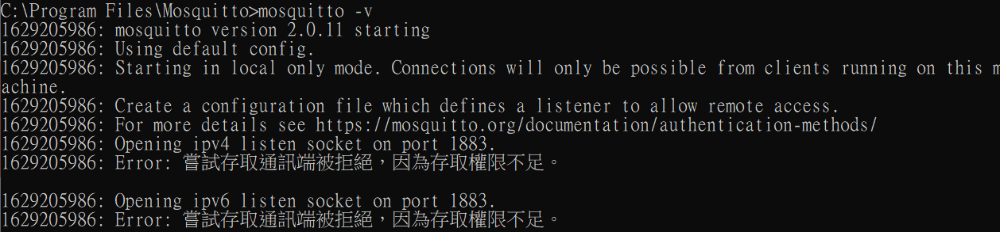 C:\Program Files\Mosquitto>mosquitto -v
1629205986: mosquitto version 2.0.11 starting
1629205986: Using default config.
1629205986: Starting in local only mode. Connections will only be possible from clients running on this m
achine.
1629205986: Create a configuration file which defines a listener to allow remote access.
1629205986: For more details see https://mosquitto.org/documentation/authentication-methods/
1629205986: Opening ipv4 listen socket on port 1883.
1629205986: Error: 嘗試存取通訊端被拒絕，因為存取權限不足。
1629205986: Opening ipv6 listen socket on port 1883.
1629205986: Error: 嘗試存取通訊端被拒絕，因為存取權限不足。